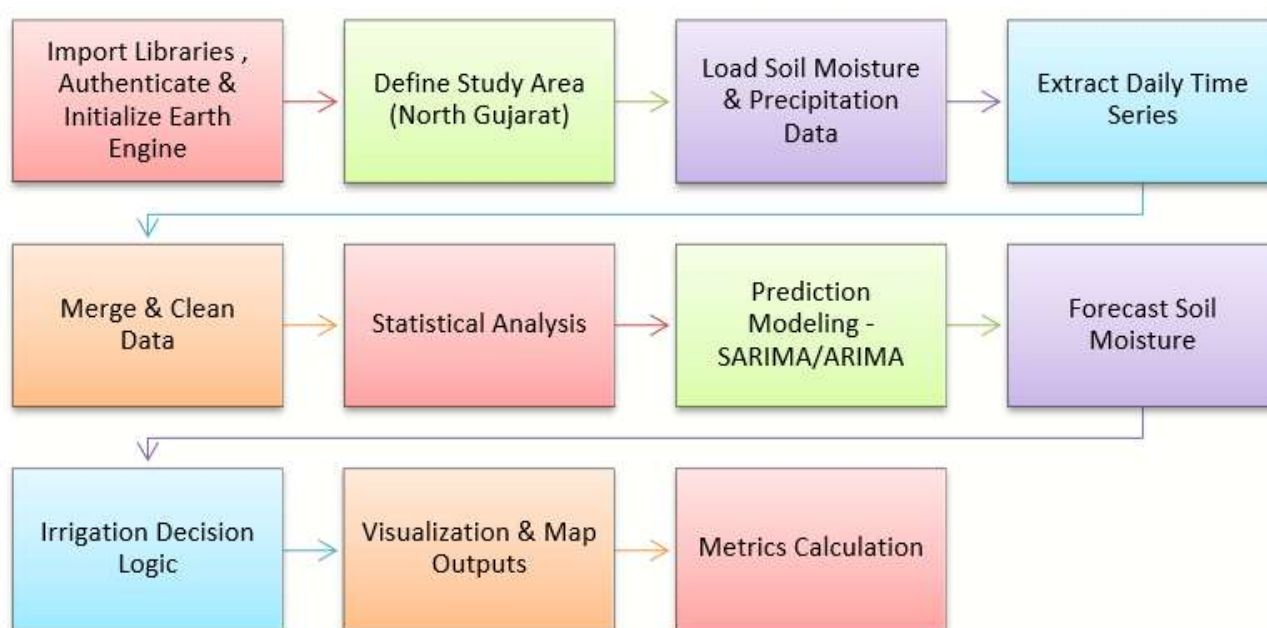 Import Libraries ,
Authenticate &
Initialize Earth
Engine
Define Study Area
(North Gujarat)
Load Soil Moisture
& Precipitation
Data
Extract Daily Time
Series
Merge & Clean
Data
Statistical Analysis
Prediction
Modeling -
SARIMA/ARIMA
Forecast Soil
Moisture
Irrigation Decision
Logic
Visualization & Map
Outputs
Metrics Calculation